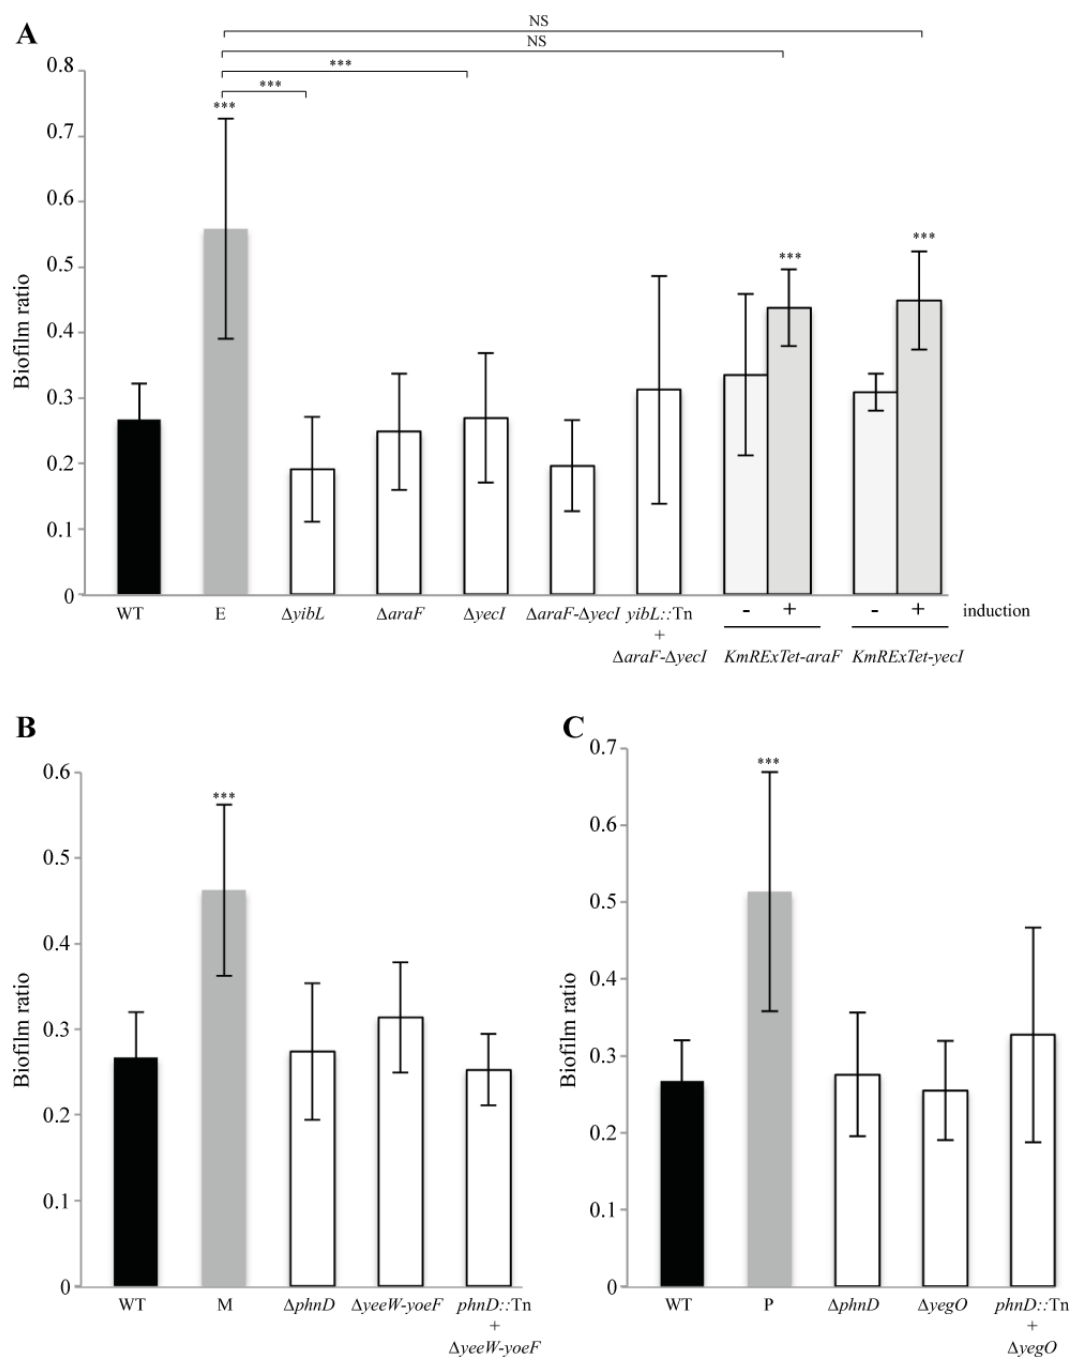 A
NS
NS
***
***
***
***
***
0.8
0.7
0.6
0.5
0.4
0.3
0.2
0.1
0
Biofilm ratio
WT E ΔyibL ΔaraF ΔyecI ΔaraF-ΔyecI yibL::Tn - + - + induction
+
ΔaraF-ΔyecI KmRExTet-araF KmRExTet-yecI
B
***
0.6
0.5
0.4
0.3
0.2
0.1
0
Biofilm ratio
WT M ΔphnD ΔyeeW-yoeF phnD::Tn
+
ΔyeeW-yoeF
C
***
0.7
0.6
0.5
0.4
0.3
0.2
0.1
0
Biofilm ratio
WT P ΔphnD ΔyegO phnD::Tn
+
ΔyegO